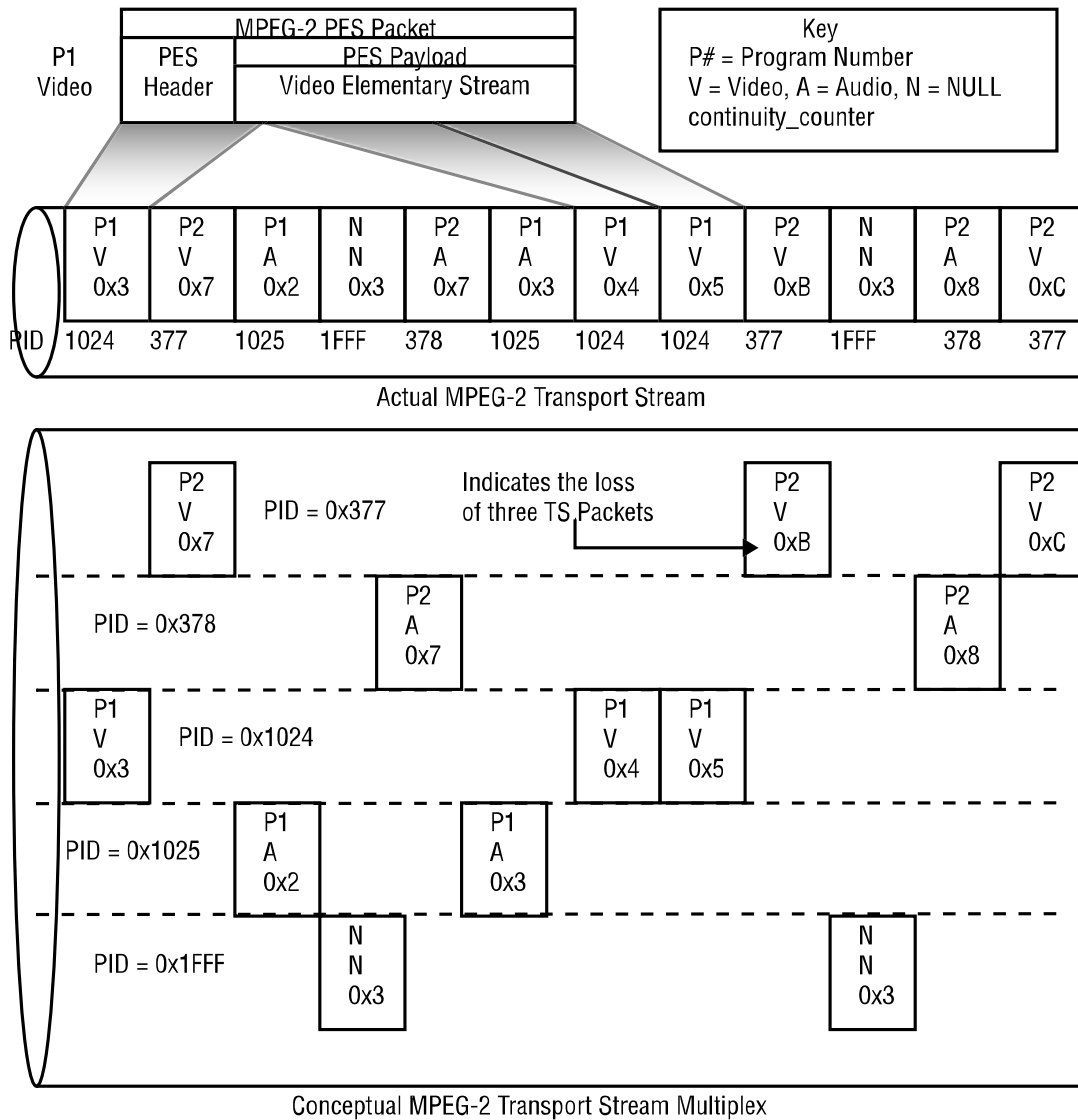 MPEG-2 PES Packet
P1
Video
PES
Header
PES Payload
Video Elementary Stream
Key
P# = Program Number
V = Video, A = Audio, N = NULL
continuity_counter
P1
V
0x3
P2
V
0x7
P1
A
0x2
N
N
0x3
P2
A
0x7
P1
A
0x3
P1
V
0x4
P1
V
0x5
P2
V
0xB
N
N
0x3
P2
A
0x8
P2
V
0xC
PID 1024 377 1025 1FFF 378 1025 1024 1024 377 1FFF 378 377
Actual MPEG-2 Transport Stream
P2
V
0x7
PID = 0x377
Indicates the loss
of three TS Packets
P2
V
0xB
P2
V
0xC
PID = 0x378
P2
A
0x7
P2
A
0x8
P1
V
0x3
PID = 0x1024
P1
V
0x4
P1
V
0x5
PID = 0x1025
P1
A
0x2
P1
A
0x3
PID = 0x1FFF
N
N
0x3
N
N
0x3
Conceptual MPEG-2 Transport Stream Multiplex